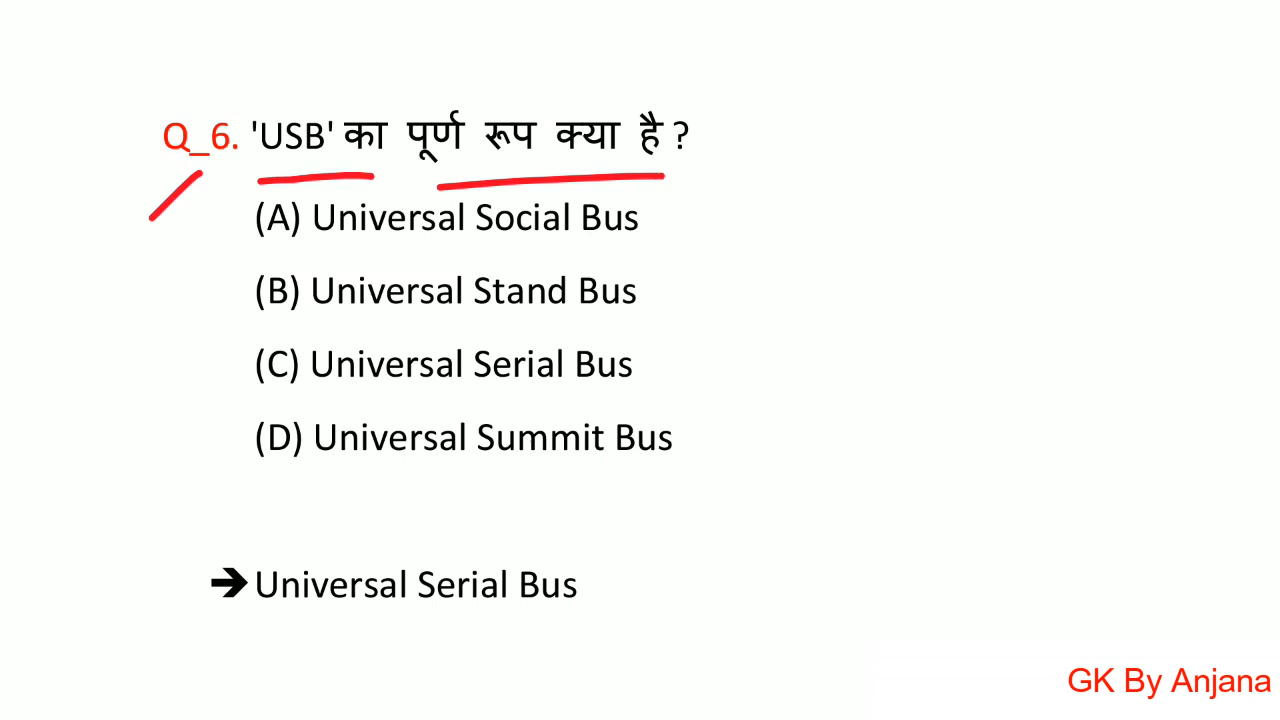 Q_6. 'USB' का पूर्ण रूप क्या है ?
(A) Universal Social Bus
(B) Universal Stand Bus
(C) Universal Serial Bus
(D) Universal Summit Bus
➔ Universal Serial Bus
GK By Anjana